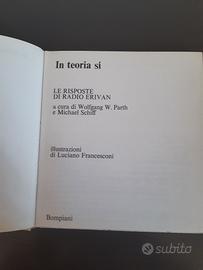 In teoria si
LE RISPOSTE
DI RADIO ERIVAN
a cura di Wolfgang W. Parth
e Michael Schiff
illustrazioni
di Luciano Francesconi
Bompiani
subito